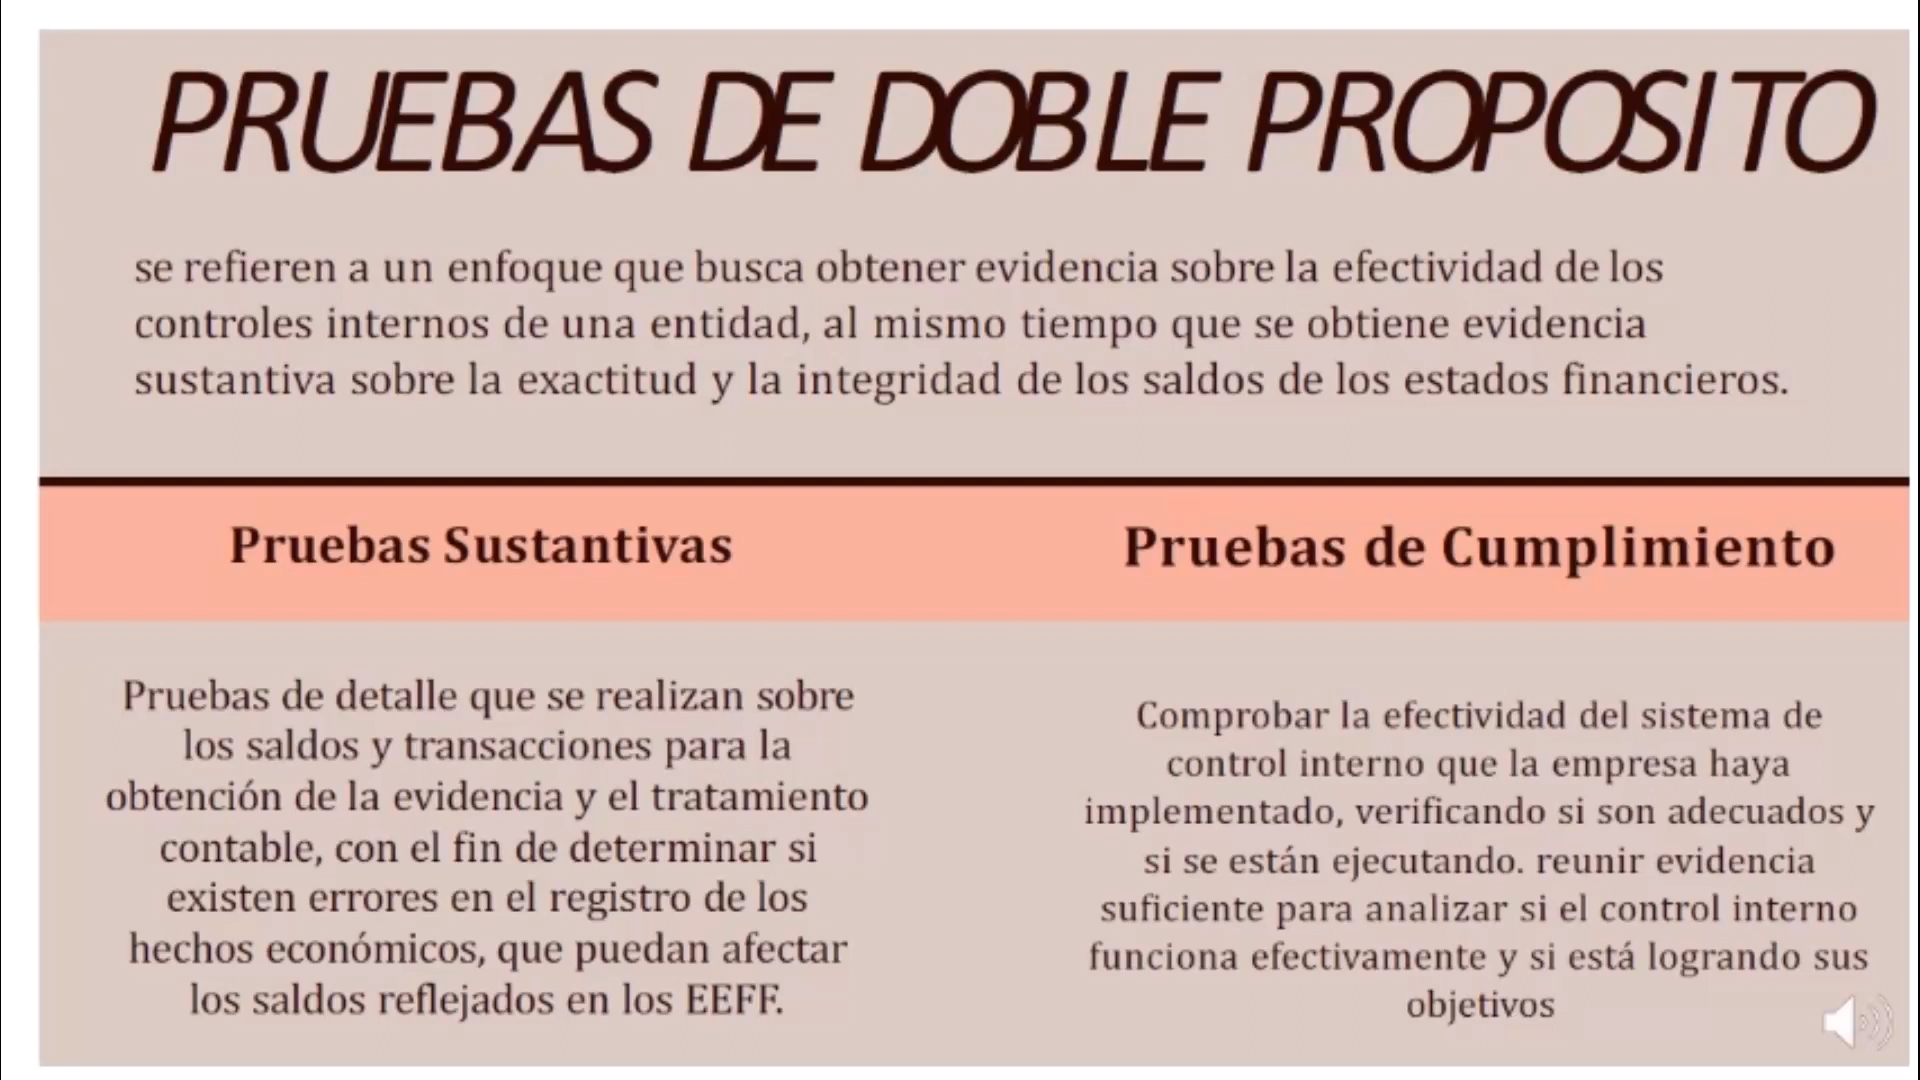 PRUEBAS DE DOBLE PROPOSITO
se refieren a un enfoque que busca obtener evidencia sobre la efectividad de los
controles internos de una entidad, al mismo tiempo que se obtiene evidencia
sustantiva sobre la exactitud y la integridad de los saldos de los estados financieros.
Pruebas Sustantivas
Pruebas de detalle que se realizan sobre
los saldos y transacciones para la
obtención de la evidencia y el tratamiento
contable, con el fin de determinar si
existen errores en el registro de los
hechos económicos, que puedan afectar
los saldos reflejados en los EEFF.
Pruebas de Cumplimiento
Comprobar la efectividad del sistema de
control interno que la empresa haya
implementado, verificando si son adecuados y
si se están ejecutando. reunir evidencia
suficiente para analizar si el control interno
funciona efectivamente y si está logrando sus
objetivos